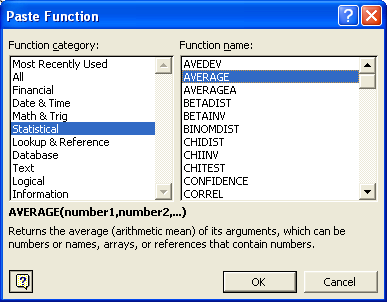 Paste Function
Function category:
Most Recently Used
All
Financial
Date & Time
Math & Trig
Statistical
Lookup & Reference
Database
Text
Logical
Information
Function name:
AVEDEV
AVERAGE
AVERAGEA
BETADIST
BETAINV
BINOMDIST
CHIDIST
CHIINV
CHITEST
CONFIDENCE
CORREL
AVERAGE(number1,number2,...)
Returns the average (arithmetic mean) of its arguments, which can be
numbers or names, arrays, or references that contain numbers.
OK
Cancel